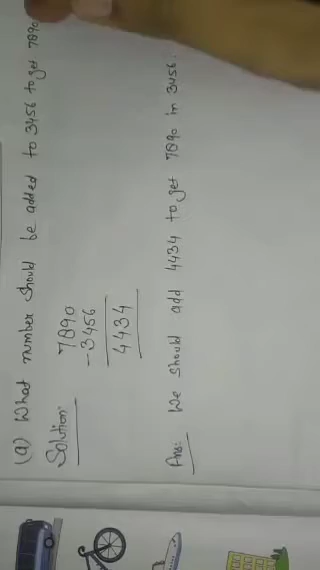 (a) What number should be added to 3456 to get 7890
Solution:
7890
- 3456
4434
Ans: We should add 4434 to get 7890 in 3456.